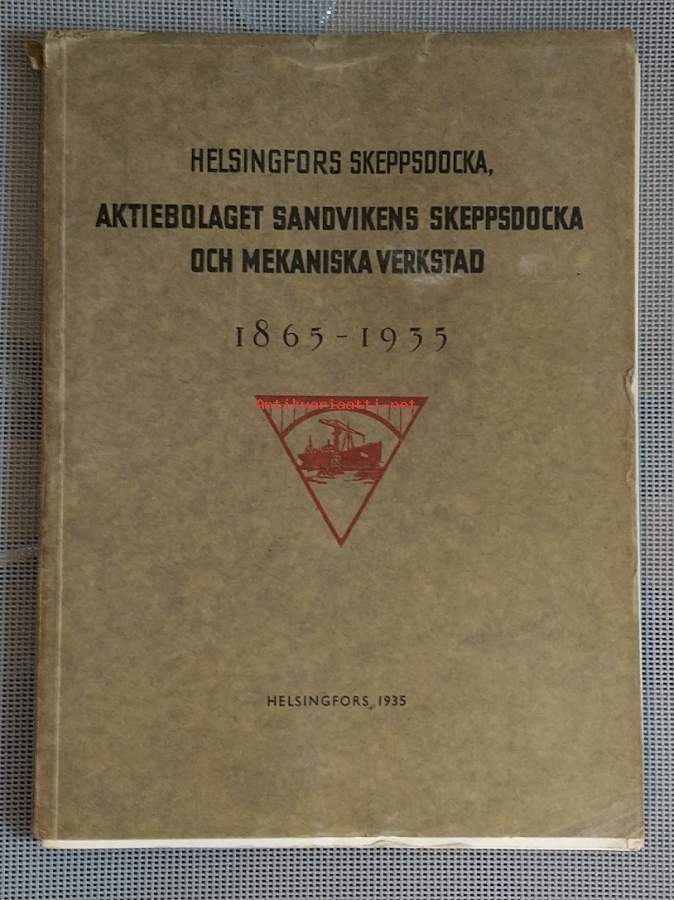 HELSINGFORS SKEPPSDOCKA,
AKTIEBOLAGET SANDVIKENS SKEPPSDOCKA
OCH MEKANISKA VERKSTAD
1865-1935
Antikvariaatti.net
HELSINGFORS, 1935